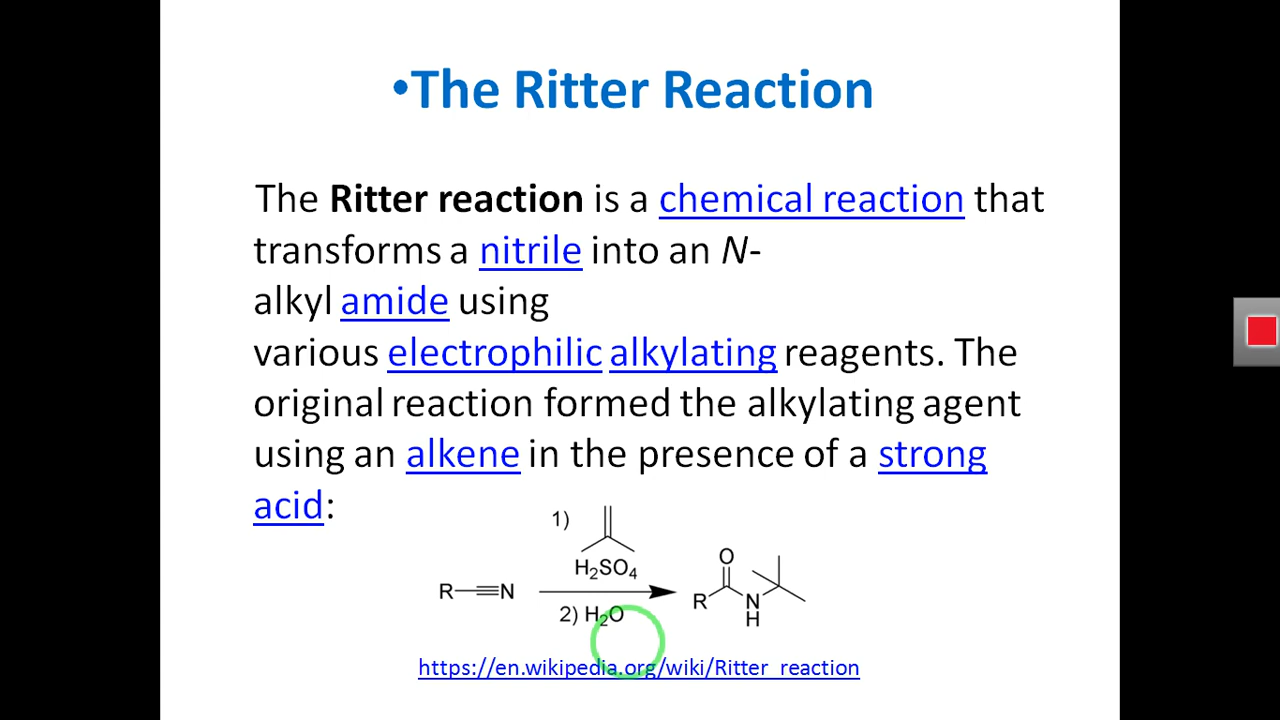 •The Ritter Reaction
The Ritter reaction is a chemical reaction that
transforms a nitrile into an N-
alkyl amide using
various electrophilic alkylating reagents. The
original reaction formed the alkylating agent
using an alkene in the presence of a strong
acid:
1)
H₂SO₄
R N
2) H₂O
O
R N
H
https://en.wikipedia.org/wiki/Ritter_reaction